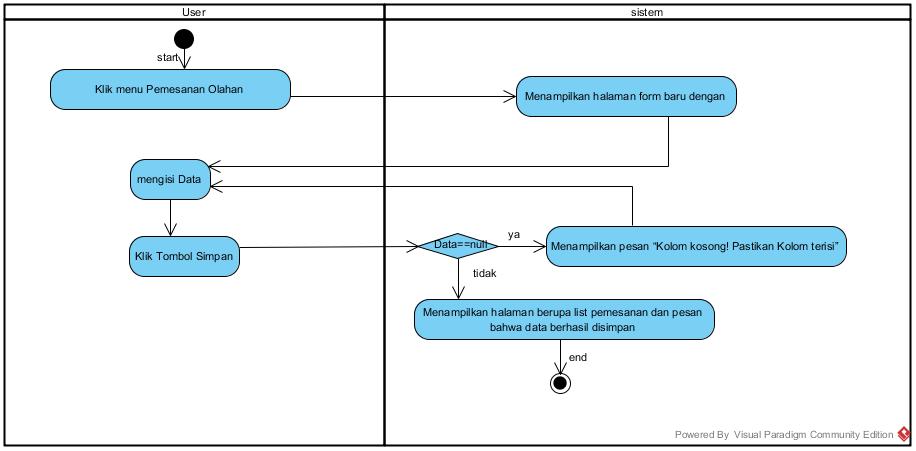 User
sistem
start
Klik menu Pemesanan Olahan
Menampilkan halaman form baru dengan
mengisi Data
Klik Tombol Simpan
Data==null
ya
Menampilkan pesan “Kolom kosong! Pastikan Kolom terisi”
tidak
Menampilkan halaman berupa list pemesanan dan pesan
bahwa data berhasil disimpan
end
Powered By Visual Paradigm Community Edition